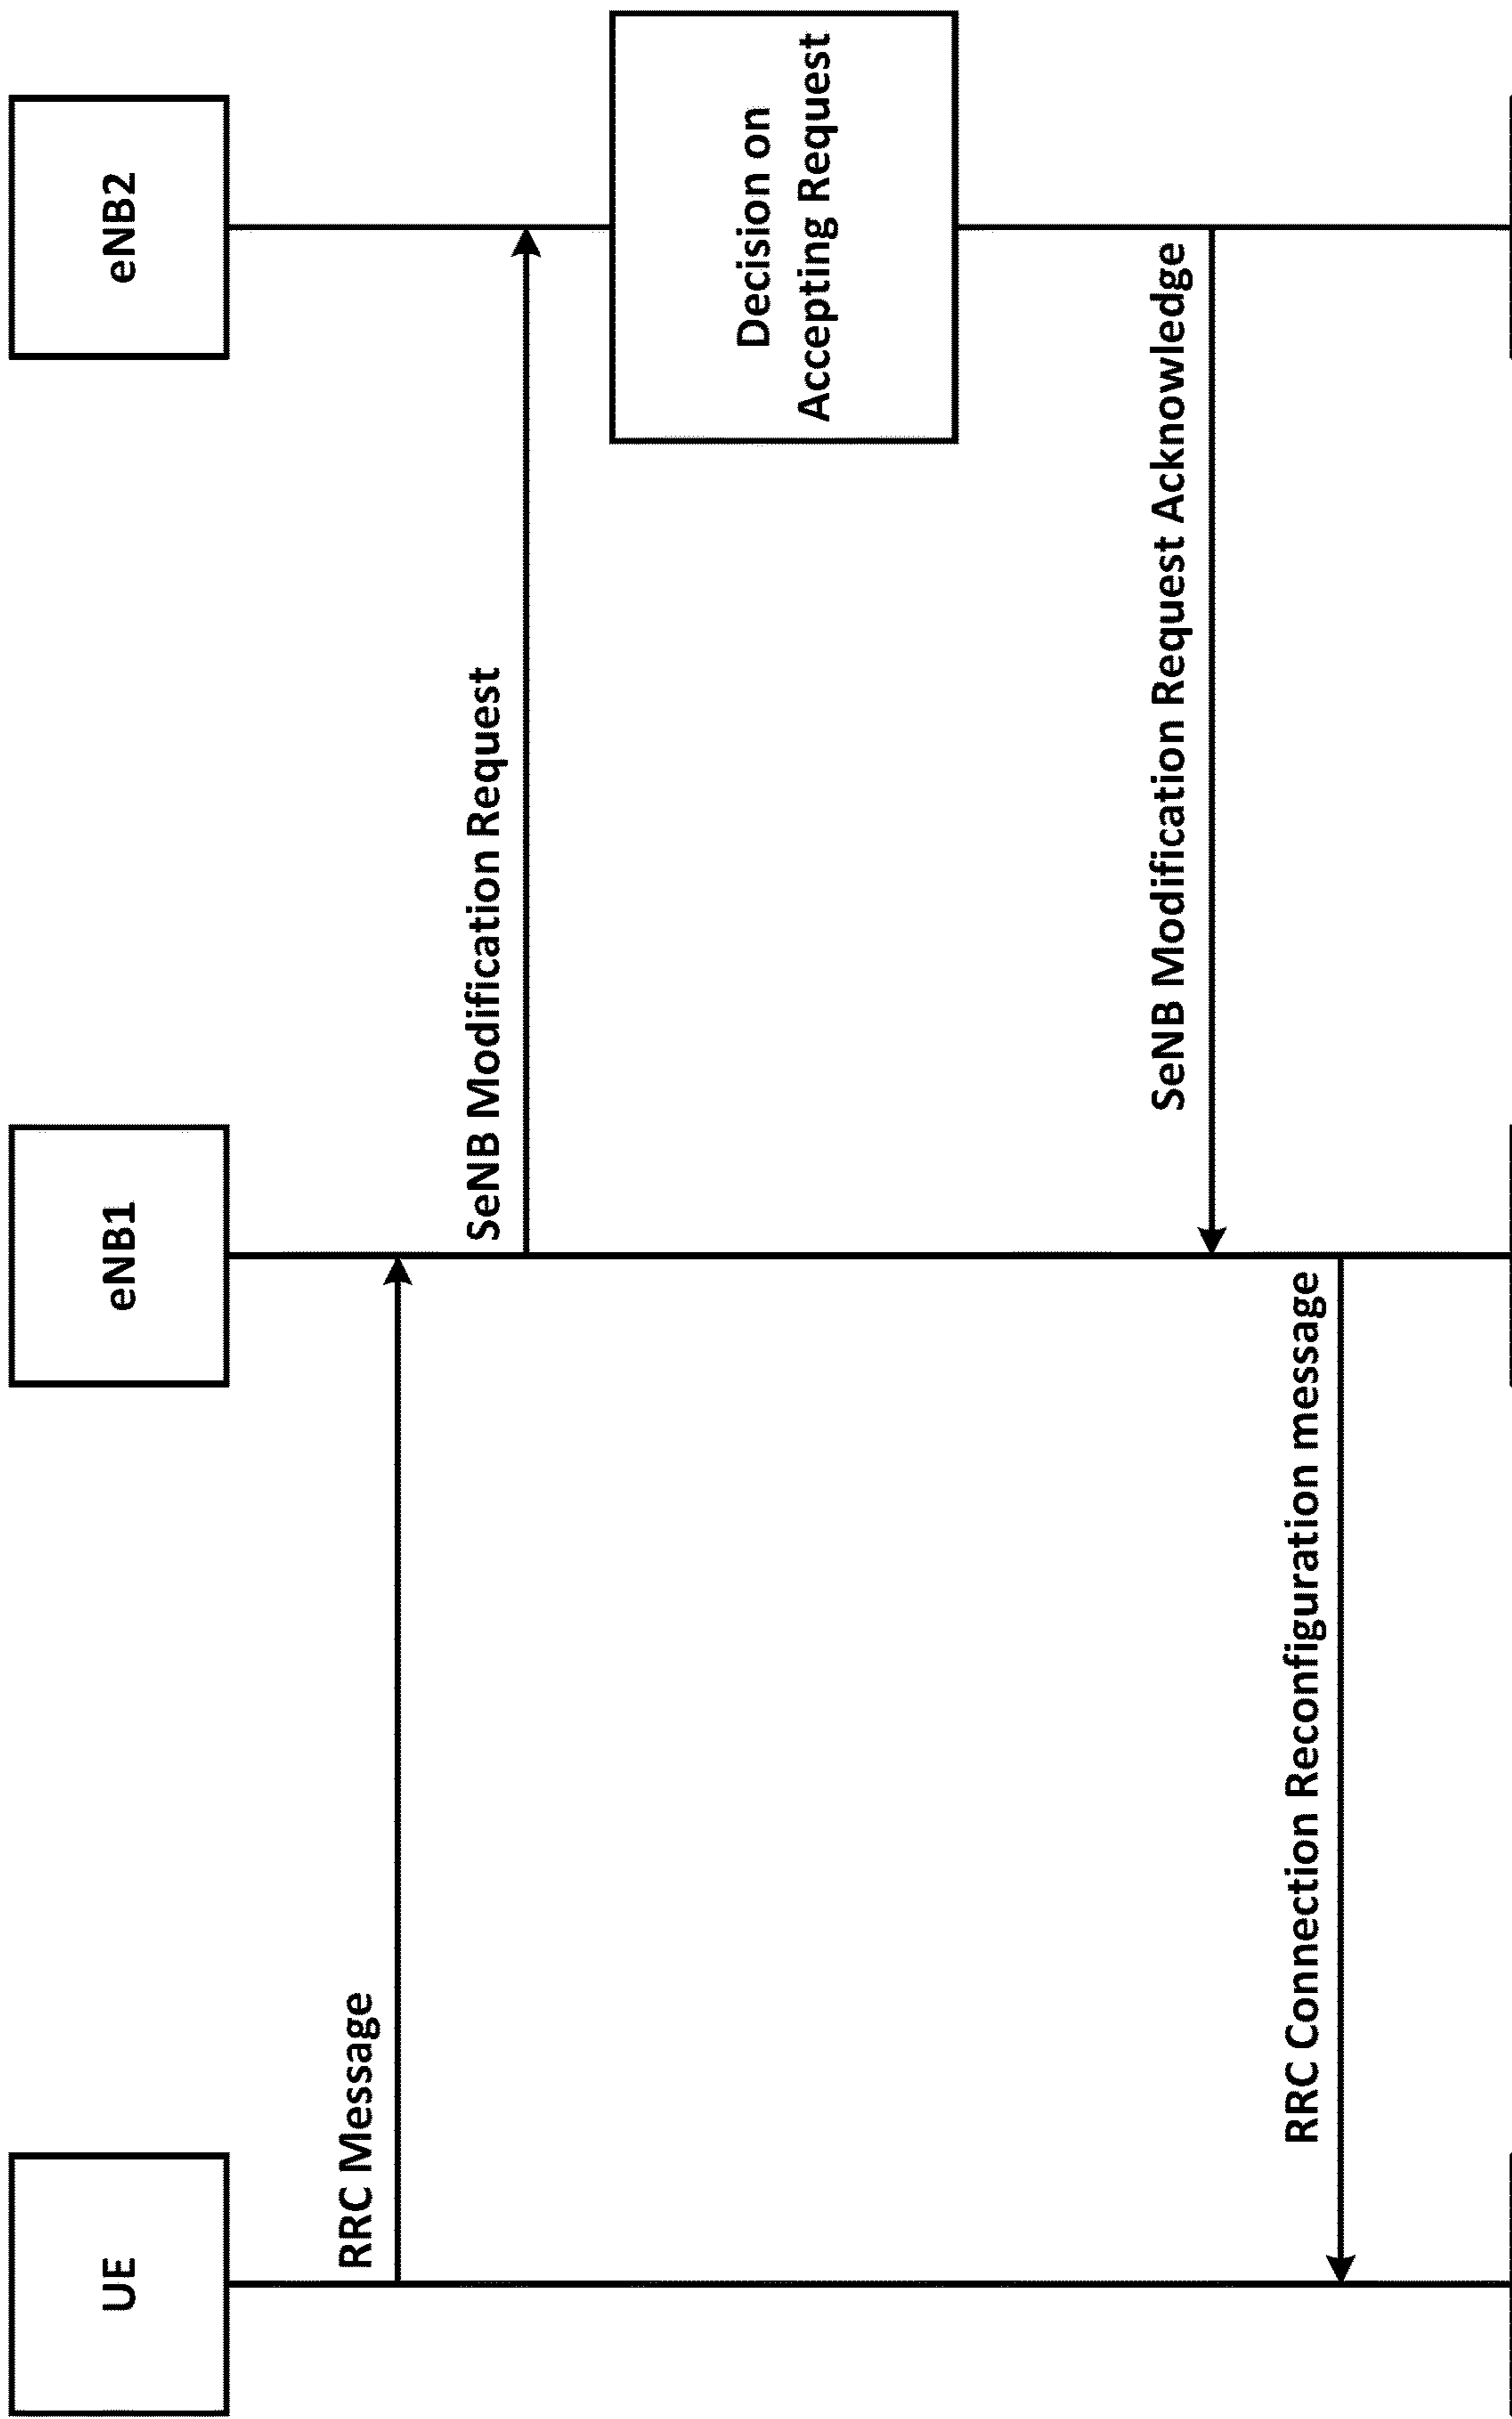 UE
eNB1
eNB2
RRC Message
SeNB Modification Request
Decision on
Accepting Request
SeNB Modification Request Acknowledge
RRC Connection Reconfiguration message